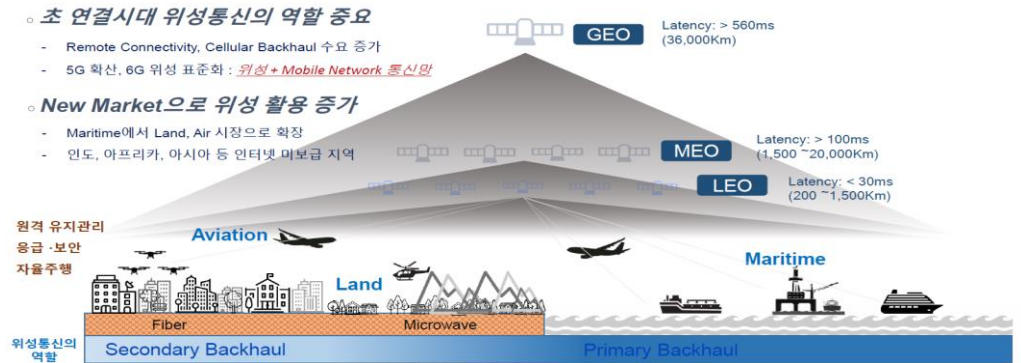 ◦ 초 연결시대 위성통신의 역할 중요
- Remote Connectivity, Cellular Backhaul 수요 증가
- 5G 확산, 6G 위성 표준화 : 위성 + Mobile Network 통신망
◦ New Market으로 위성 활용 증가
- Maritime에서 Land, Air 시장으로 확장
- 인도, 아프리카, 아시아 등 인터넷 미보급 지역
GEO
Latency: > 560ms
(36,000Km)
MEO
Latency: > 100ms
(1,500 ~20,000Km)
LEO
Latency: < 30ms
(200 ~1,500Km)
원격 유지관리
응급 ·보안
자율주행
Aviation
Land
Maritime
Fiber
Microwave
위성통신의
역할
Secondary Backhaul
Primary Backhaul